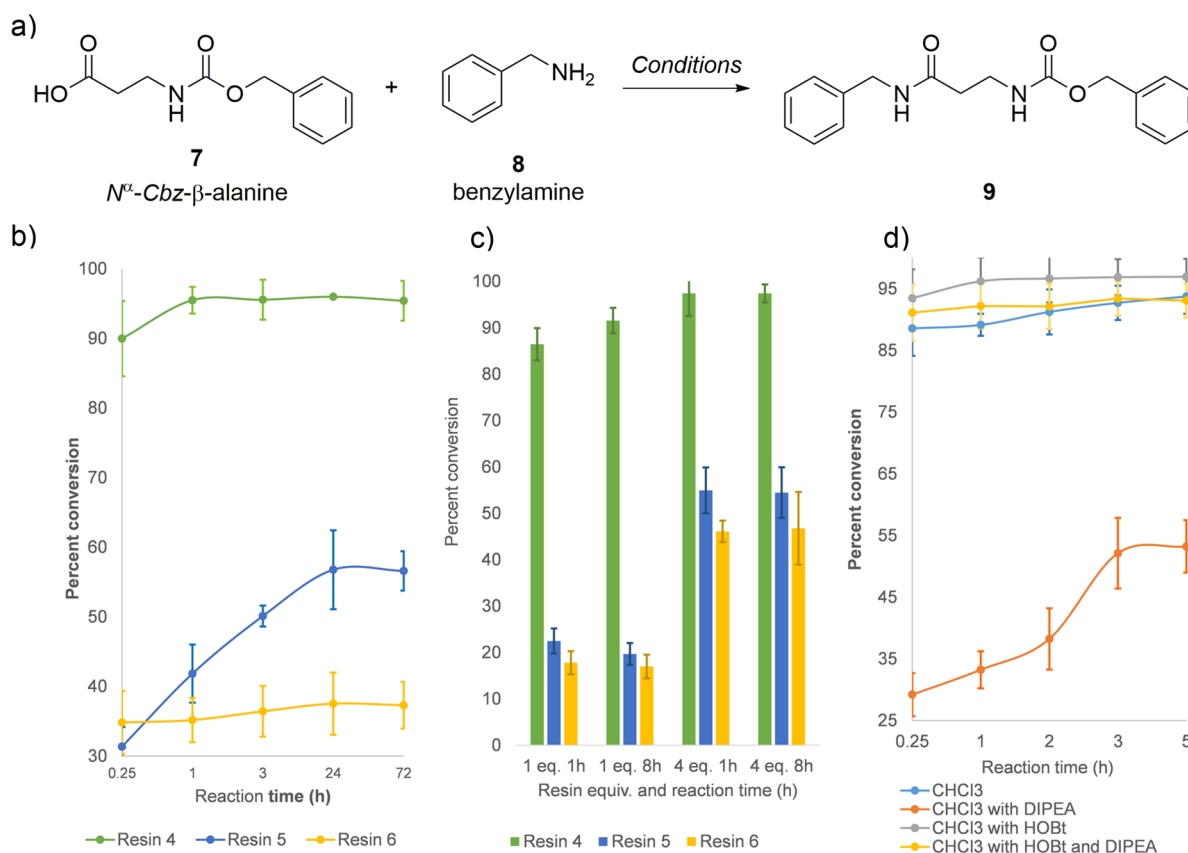 a)
O
HO
N
H
O
O
+
NH2
Conditions
O
N
H
N
H
O
O
7
Nα-Cbz-β-alanine
8
benzylamine
9
b)
100
90
80
70
60
50
40
30
Percent conversion
0.25 1 3 24 72
Reaction time (h)
Resin 4 Resin 5 Resin 6
c)
100
90
80
70
60
50
40
30
20
10
0
Percent conversion
1 eq. 1h 1 eq. 8h 4 eq. 1h 4 eq. 8h
Resin equiv. and reaction time (h)
Resin 4 Resin 5 Resin 6
d)
95
85
75
65
55
45
35
25
Percent conversion
0.25 1 2 3 5
Reaction time (h)
CHCl3
CHCl3 with DIPEA
CHCl3 with HOBt
CHCl3 with HOBt and DIPEA